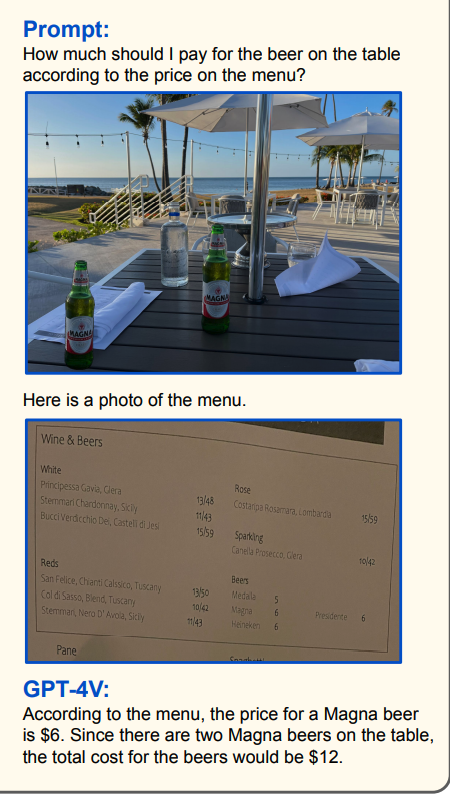 Prompt:
How much should I pay for the beer on the table
according to the price on the menu?
MAGNA
MAGNA
Here is a photo of the menu.
Wine & Beers
White
Principessa Gavia, Glera 13/48
Stemmari Chardonnay, Sicily 11/43
Bucci Verdicchio Dei, Castelli di Jesi 15/59
Rose
Costaripa Rosamara, Lombardia 15/59
Sparkling
Canella Prosecco, Glera 10/42
Reds
San Felice, Chianti Calssico, Tuscany 13/50
Col di Sasso, Blend, Tuscany 10/42
Stemmari, Nero D' Avola, Sicily 11/43
Beers
Medalla 5
Magna 6 Presidente 6
Heineken 6
Pane
Spaghetti
GPT-4V:
According to the menu, the price for a Magna beer
is $6. Since there are two Magna beers on the table,
the total cost for the beers would be $12.